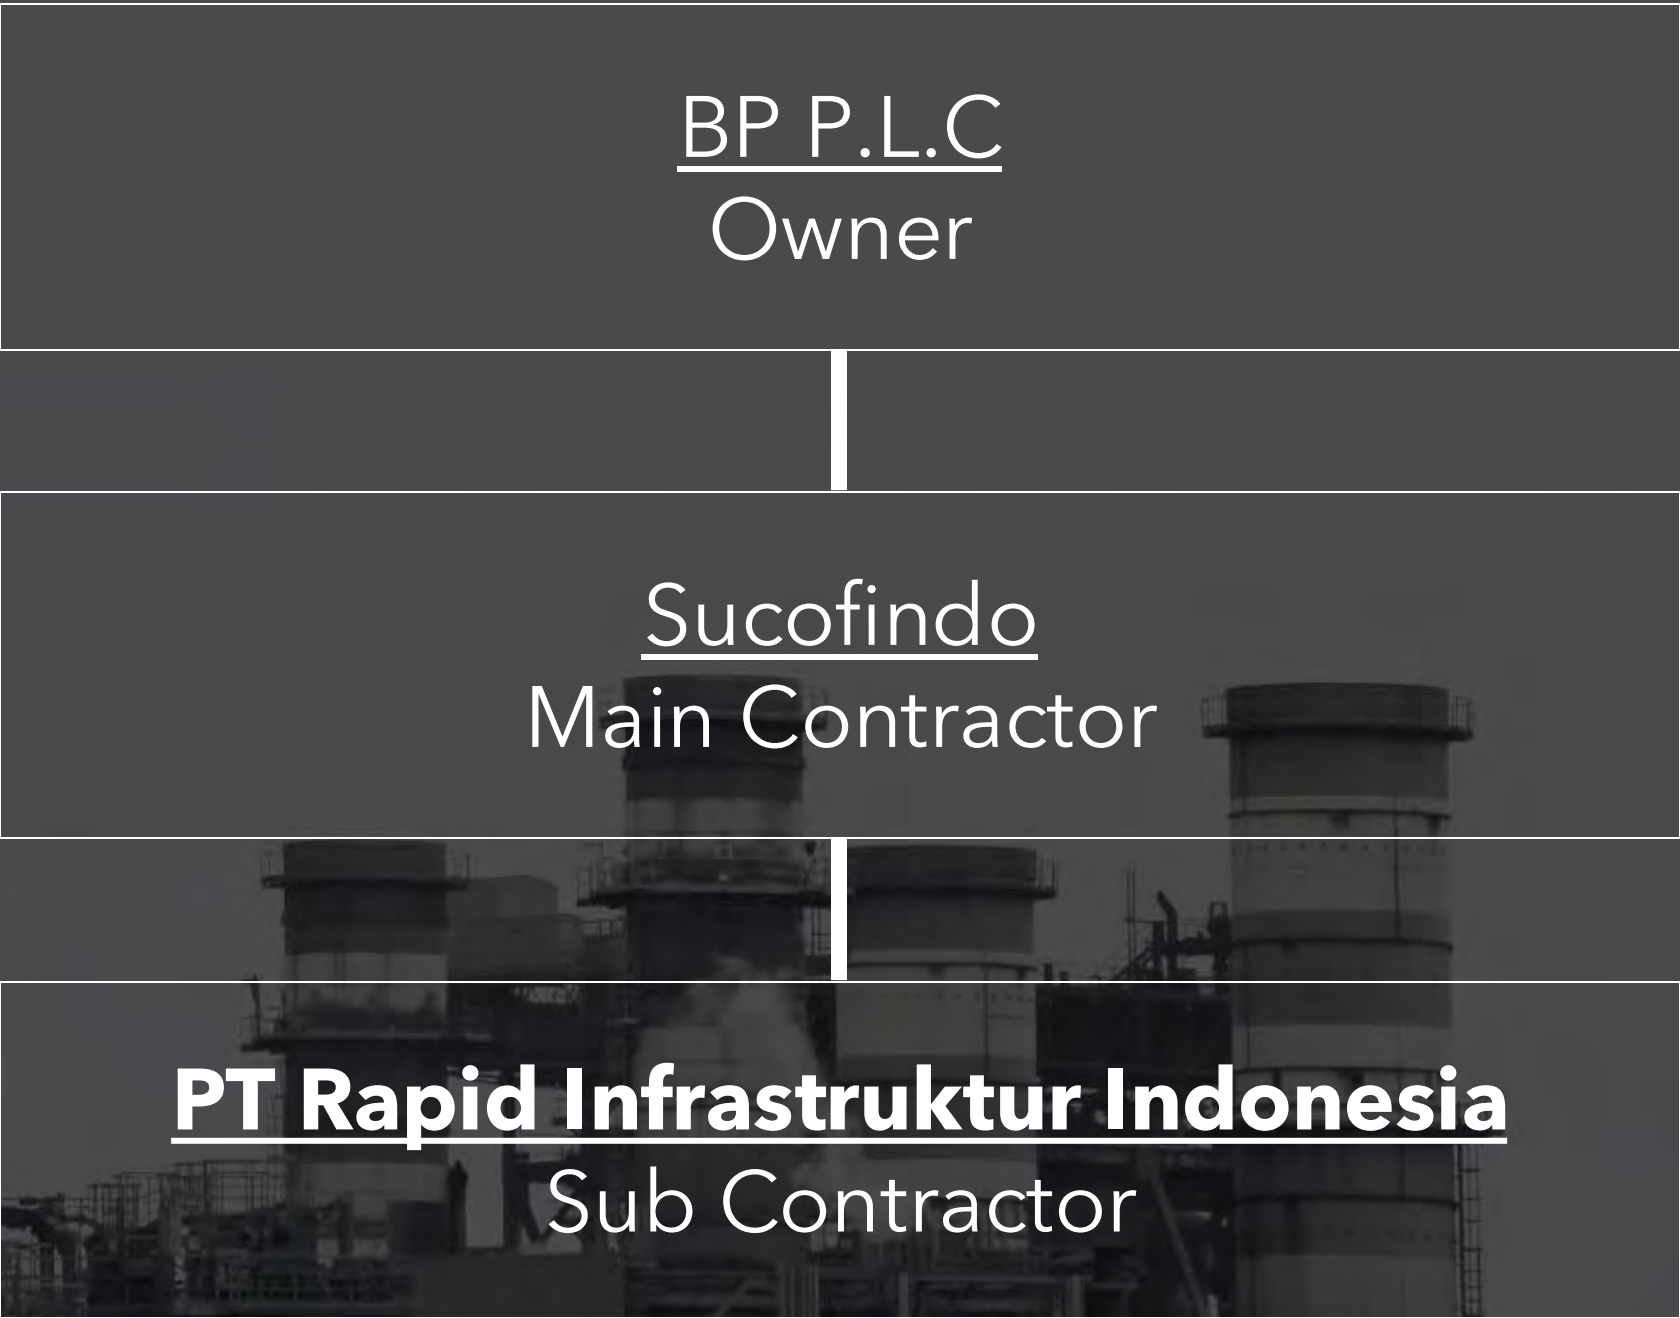 BP P.L.C
Owner
Sucofindo
Main Contractor
PT Rapid Infrastruktur Indonesia
Sub Contractor